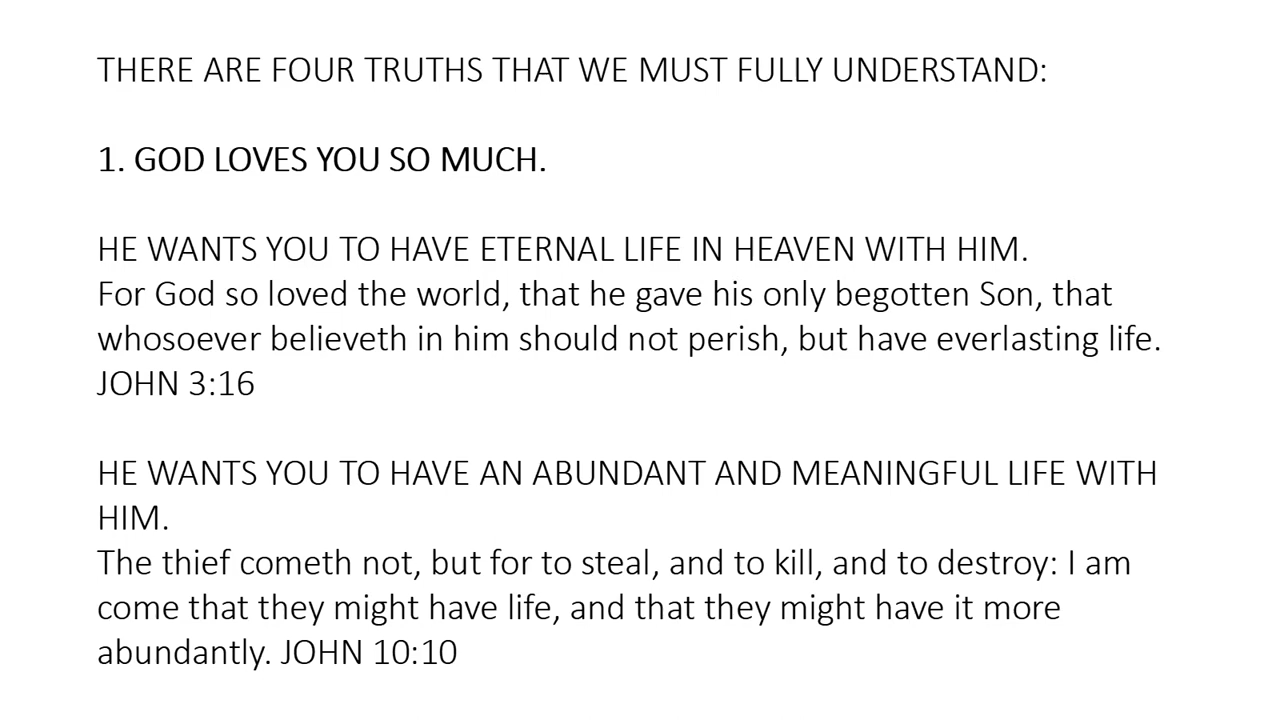 THERE ARE FOUR TRUTHS THAT WE MUST FULLY UNDERSTAND:
1. GOD LOVES YOU SO MUCH.
HE WANTS YOU TO HAVE ETERNAL LIFE IN HEAVEN WITH HIM.
For God so loved the world, that he gave his only begotten Son, that
whosoever believeth in him should not perish, but have everlasting life.
JOHN 3:16
HE WANTS YOU TO HAVE AN ABUNDANT AND MEANINGFUL LIFE WITH
HIM.
The thief cometh not, but for to steal, and to kill, and to destroy: I am
come that they might have life, and that they might have it more
abundantly. JOHN 10:10